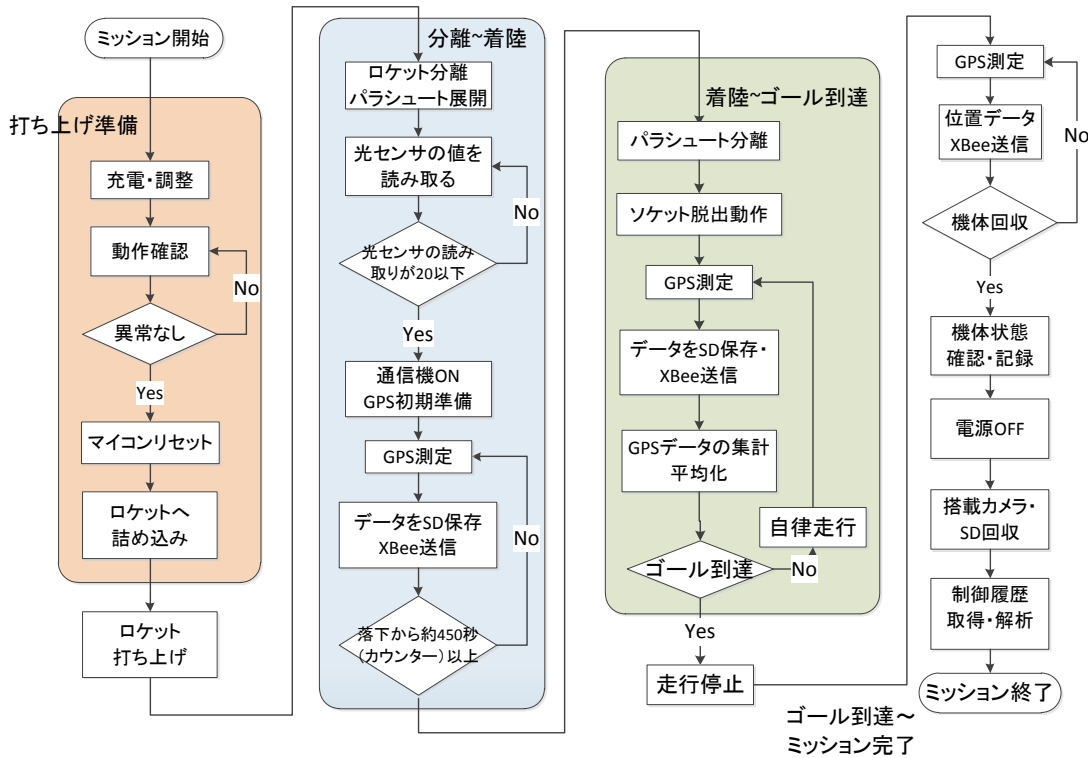 ミッション開始
打ち上げ準備
充電・調整
動作確認
No
異常なし
Yes
マイコンリセット
ロケットへ
詰め込み
ロケット
打ち上げ
分離~着陸
ロケット分離
パラシュート展開
光センサの値を
読み取る
No
光センサの読み
取りが20以下
Yes
通信機ON
GPS初期準備
GPS測定
データをSD保存
XBee送信
No
落下から約450秒
(カウンター)以上
着陸~ゴール到達
パラシュート分離
ソケット脱出動作
GPS測定
データをSD保存・
XBee送信
GPSデータの集計
平均化
自律走行
ゴール到達
No
Yes
走行停止
ゴール到達～
ミッション完了
GPS測定
位置データ
XBee送信
No
機体回収
Yes
機体状態
確認・記録
電源OFF
搭載カメラ・
SD回収
制御履歴
取得・解析
ミッション終了